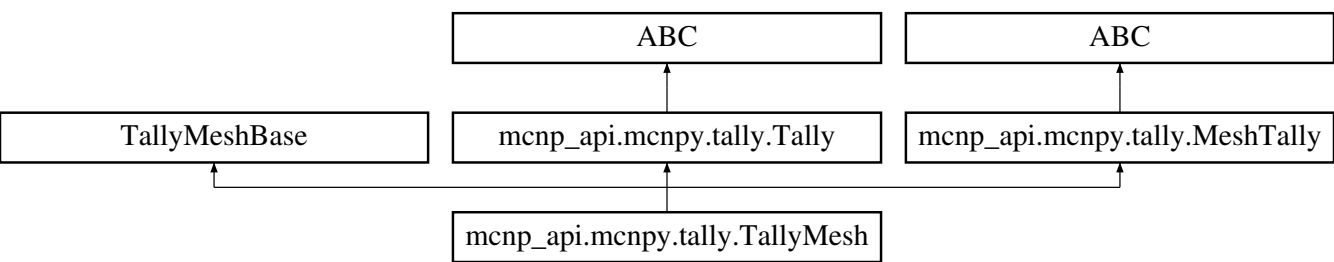 ABC
ABC
TallyMeshBase
mcnp_api.mcnpy.tally.Tally
mcnp_api.mcnpy.tally.MeshTally
mcnp_api.mcnpy.tally.TallyMesh